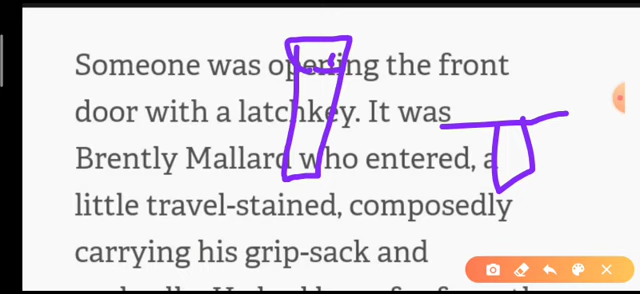 Someone was opening the front
door with a latchkey. It was
Brently Mallard who entered, a
little travel-stained, composedly
carrying his grip-sack and